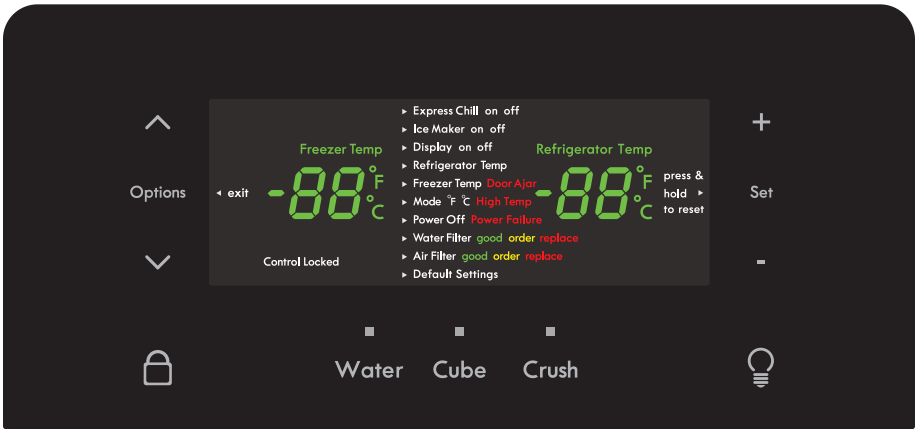 ▸ Express Chill on off
▸ Ice Maker on off
▸ Display on off
▸ Refrigerator Temp
▸ Freezer Temp Door Ajar
▸ Mode °F °C High Temp
▸ Power Off Power Failure
▸ Water Filter good order replace
▸ Air Filter good order replace
▸ Default Settings
Freezer Temp
-88 °F °C
Refrigerator Temp
-88 °F °C
Options
◂ exit
press &
hold ▸
to reset
Set
+
-
Control Locked
Water Cube Crush